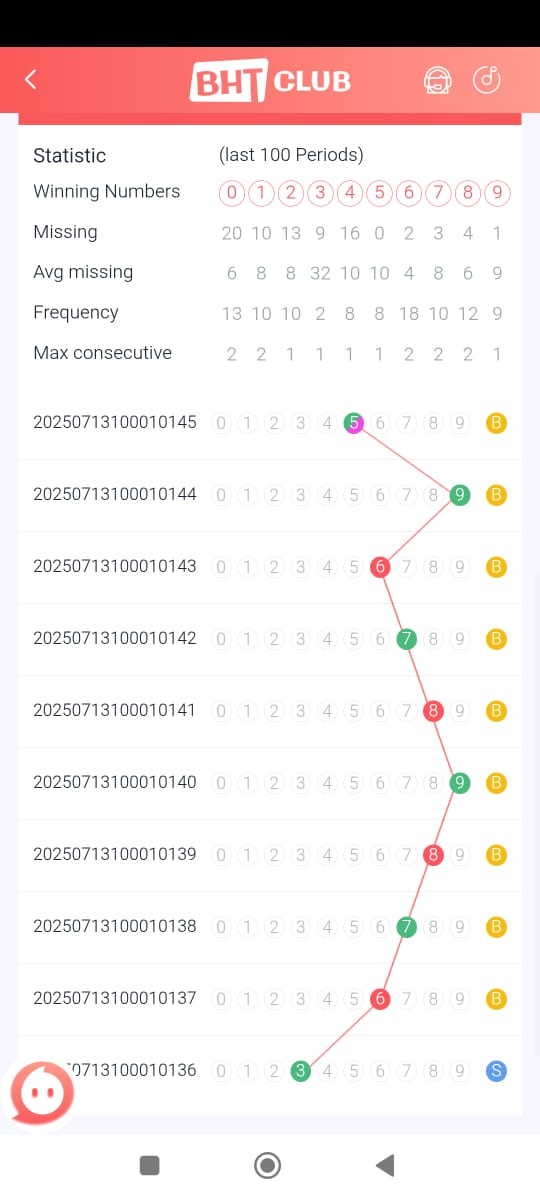 BHT CLUB
Statistic (last 100 Periods)
Winning Numbers 0 1 2 3 4 5 6 7 8 9
Missing 20 10 13 9 16 0 2 3 4 1
Avg missing 6 8 8 32 10 10 4 8 6 9
Frequency 13 10 10 2 8 8 18 10 12 9
Max consecutive 2 2 1 1 1 1 2 2 2 1
20250713100010145 0 1 2 3 4 5 6 7 8 9 B
20250713100010144 0 1 2 3 4 5 6 7 8 9 B
20250713100010143 0 1 2 3 4 5 6 7 8 9 B
20250713100010142 0 1 2 3 4 5 6 7 8 9 B
20250713100010141 0 1 2 3 4 5 6 7 8 9 B
20250713100010140 0 1 2 3 4 5 6 7 8 9 B
20250713100010139 0 1 2 3 4 5 6 7 8 9 B
20250713100010138 0 1 2 3 4 5 6 7 8 9 B
20250713100010137 0 1 2 3 4 5 6 7 8 9 B
0713100010136 0 1 2 3 4 5 6 7 8 9 S